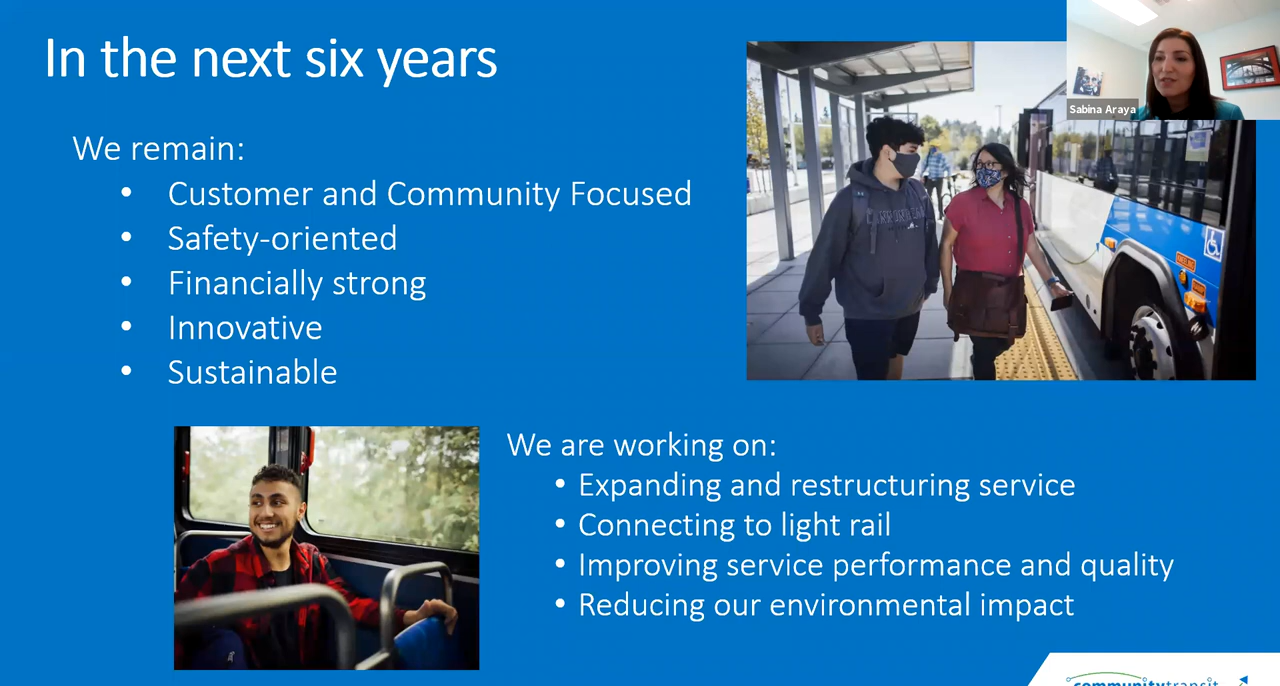 In the next six years
Sabina Araya
We remain:
• Customer and Community Focused
• Safety-oriented
• Financially strong
• Innovative
• Sustainable
We are working on:
• Expanding and restructuring service
• Connecting to light rail
• Improving service performance and quality
• Reducing our environmental impact
communitytransit